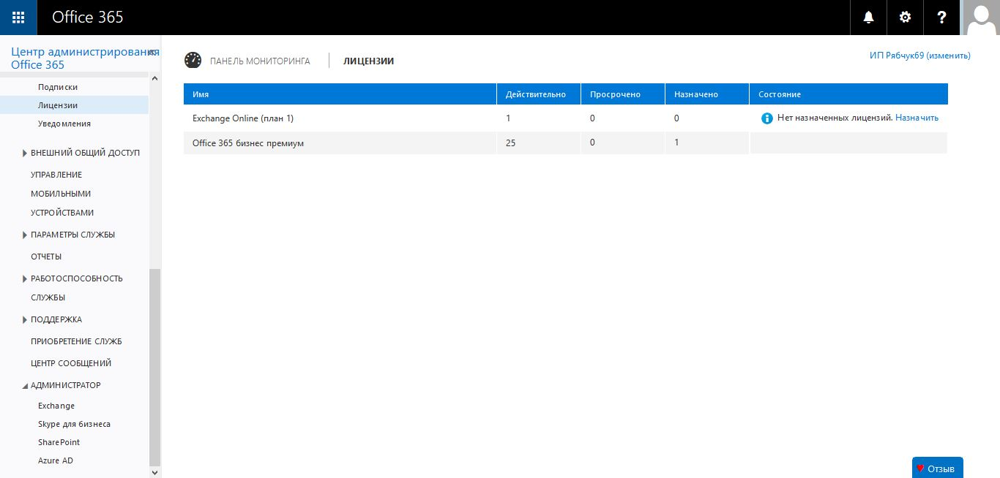 Office 365
?
Центр администрирования
Office 365
Подписки
Лицензии
Уведомления
ВНЕШНИЙ ОБЩИЙ ДОСТУП
УПРАВЛЕНИЕ
МОБИЛЬНЫМИ
УСТРОЙСТВАМИ
ПАРАМЕТРЫ СЛУЖБЫ
ОТЧЕТЫ
РАБОТОСПОСОБНОСТЬ
СЛУЖБЫ
ПОДДЕРЖКА
ПРИОБРЕТЕНИЕ СЛУЖБ
ЦЕНТР СООБЩЕНИЙ
АДМИНИСТРАТОР
Exchange
Skype для бизнеса
SharePoint
Azure AD
ПАНЕЛЬ МОНИТОРИНГА ЛИЦЕНЗИИ
ИП Рябчук69 (изменить)
Имя Действительно Просрочено Назначено Состояние
Exchange Online (план 1) 1 0 0 Нет назначенных лицензий. Назначить
Office 365 бизнес премиум 25 0 1
Отзыв